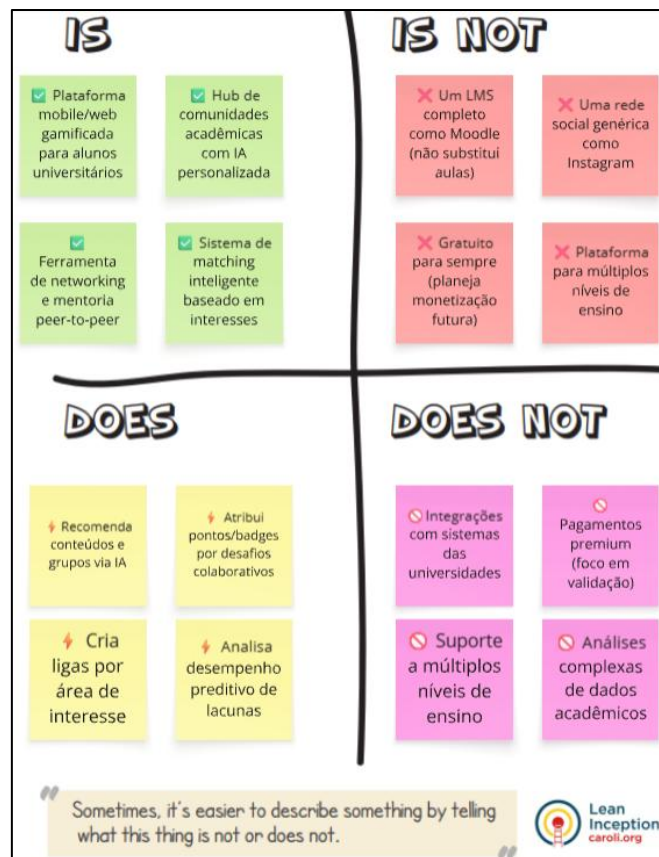 IS
✅ Plataforma
mobile/web
gamificada
para alunos
universitários
✅ Hub de
comunidades
acadêmicas
com IA
personalizada
✅
Ferramenta
de networking
e mentoria
peer-to-peer
✅ Sistema de
matching
inteligente
baseado em
interesses
IS NOT
❌ Um LMS
completo
como Moodle
(não substitui
aulas)
❌ Uma rede
social genérica
como
Instagram
❌ Gratuito
para sempre
(planeja
monetização
futura)
❌ Plataforma
para múltiplos
níveis de
ensino
DOES
⚡ Recomenda
conteúdos e
grupos via IA
⚡ Atribui
pontos/badges
por desafios
colaborativos
⚡ Cria
ligas por
área de
interesse
⚡ Analisa
desempenho
preditivo de
lacunas
DOES NOT
🚫 Integrações
com sistemas
das
universidades
🚫
Pagamentos
premium
(foco em
validação)
🚫 Suporte
a múltiplos
níveis de
ensino
🚫 Análises
complexas
de dados
acadêmicos
" Sometimes, it's easier to describe something by telling
what this thing is not or does not. "
Lean
Inception
caroli.org